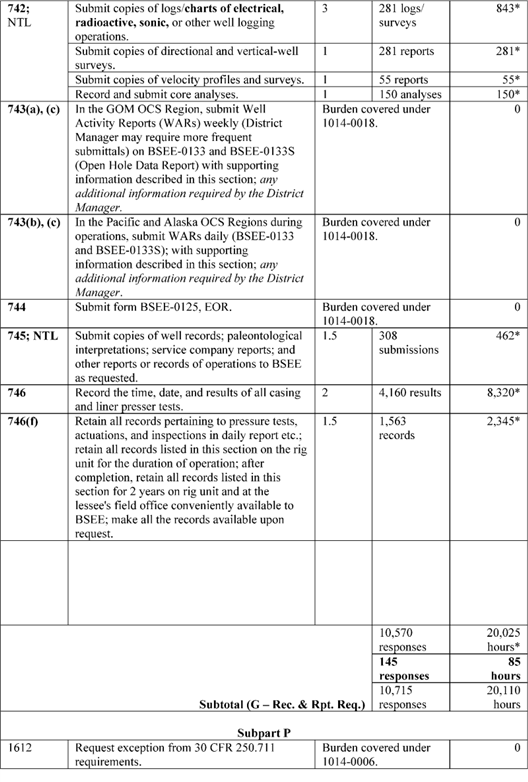 742; NTL
Submit copies of logs/charts of electrical, radioactive, sonic, or other well logging operations.
3
281 logs/ surveys
843*
Submit copies of directional and vertical-well surveys.
1
281 reports
281*
Submit copies of velocity profiles and surveys.
1
55 reports
55*
Record and submit core analyses.
1
150 analyses
150*
743(a), (c)
In the GOM OCS Region, submit Well
Activity Reports (WARs) weekly (District
Manager may require more frequent
submittals) on BSEE-0133 and BSEE-0133S
(Open Hole Data Report) with supporting
information described in this section; any
additional information required by the District
Manager.
Burden covered under
1014-0018.
0
743(b), (c)
In the Pacific and Alaska OCS Regions during
operations, submit WARs daily (BSEE-0133
and BSEE-0133S); with supporting
information described in this section; any
additional information required by the District
Manager.
Burden covered under
1014-0018.
0
744
Submit form BSEE-0125, EOR.
Burden covered under
1014-0018.
0
745; NTL
Submit copies of well records; paleontological
interpretations; service company reports; and
other reports or records of operations to BSEE
as requested.
1.5
308
submissions
462*
746
Record the time, date, and results of all casing
and liner presser tests.
2
4,160 results
8,320*
746(f)
Retain all records pertaining to pressure tests,
actuations, and inspections in daily report etc.;
retain all records listed in this section on the rig
unit for the duration of operation; after
completion, retain all records listed in this
section for 2 years on rig unit and at the
lessee's field office conveniently available to
BSEE; make all the records available upon
request.
1.5
1,563
records
2,345*
10,570
responses
20,025
hours*
145
responses
85
hours
Subtotal (G – Rec. & Rpt. Req.)
10,715
responses
20,110
hours
Subpart P
1612
Request exception from 30 CFR 250.711
requirements.
Burden covered under
1014-0006.
0